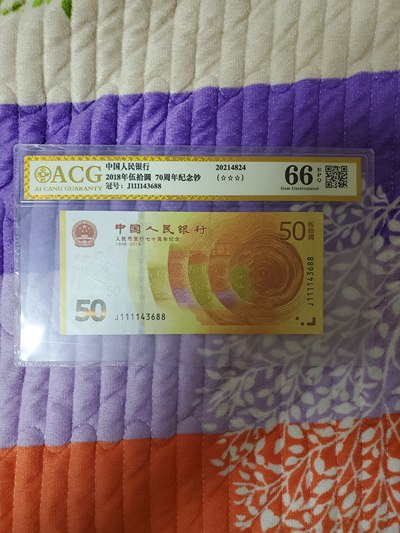 ACG
AI CANG GUARANTY
中国人民银行
2018年伍拾圆 70周年纪念钞
冠号：J111143688
20214824
(☆☆☆)
66 EPQ
Gem Uncirculated
中国人民银行
人民币发行七十周年纪念
1948-2018
50 伍拾圆
J111143688
50
J111143688